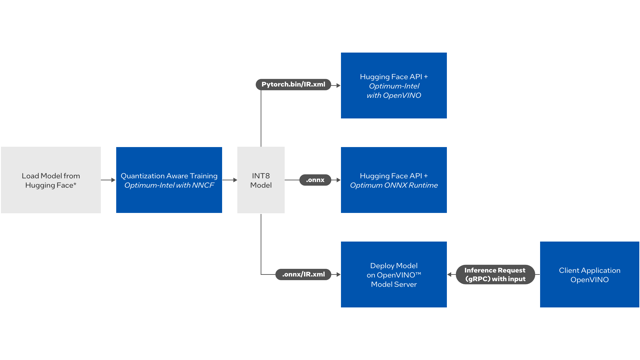 Pytorch.bin/IR.xml
Hugging Face API +
Optimum-Intel
with OpenVINO
Load Model from
Hugging Face*
Quantization Aware Training
Optimum-Intel with NNCF
INT8
Model
.onnx
Hugging Face API +
Optimum ONNX Runtime
.onnx/IR.xml
Deploy Model
on OpenVINO™
Model Server
Inference Request
(gRPC) with input
Client Application
OpenVINO